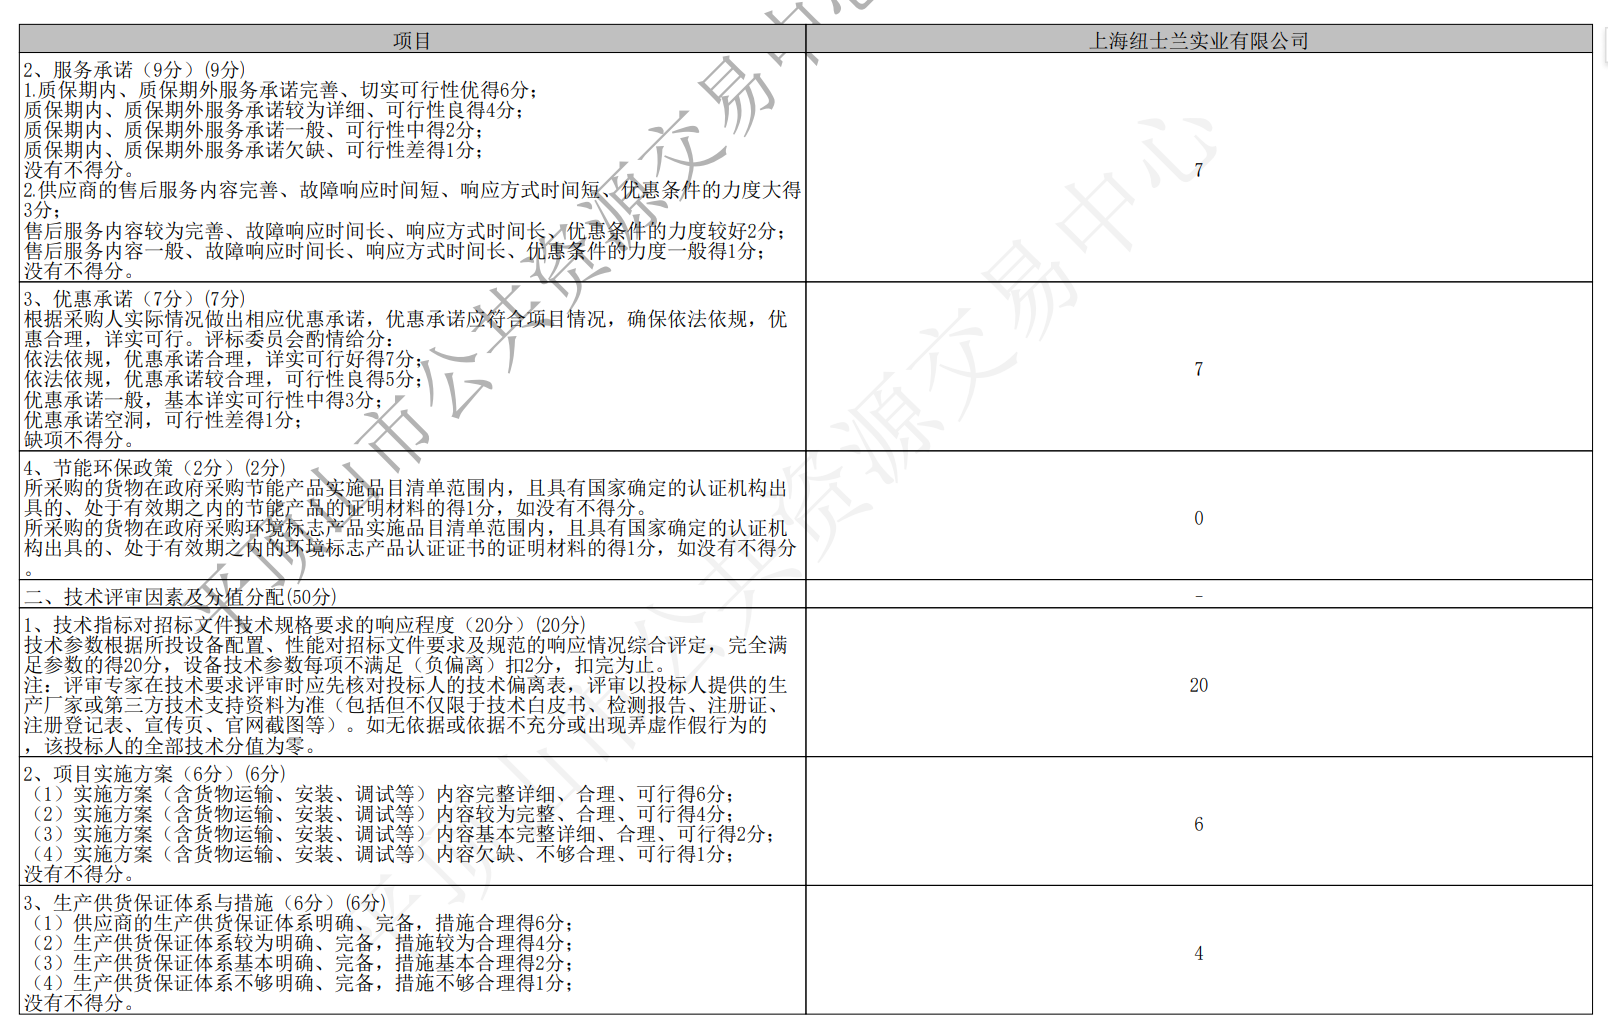 项目
上海纽士兰实业有限公司
2、服务承诺（9分）(9分)
1.质保期内、质保期外服务承诺完善、切实可行性优得6分；
质保期内、质保期外服务承诺较为详细、可行性良得4分；
质保期内、质保期外服务承诺一般、可行性中得2分；
质保期内、质保期外服务承诺欠缺、可行性差得1分；
没有不得分。
2.供应商的售后服务内容完善、故障响应时间短、响应方式时间短、优惠条件的力度大得
3分；
售后服务内容较为完善、故障响应时间长、响应方式时间长、优惠条件的力度较好2分；
售后服务内容一般、故障响应时间长、响应方式时间长、优惠条件的力度一般得1分；
没有不得分。
7
3、优惠承诺（7分）(7分)
根据采购人实际情况做出相应优惠承诺，优惠承诺应符合项目情况，确保依法依规，优
惠合理，详实可行。评标委员会酌情给分：
依法依规，优惠承诺合理，详实可行好得7分；
依法依规，优惠承诺较合理，可行性良得5分；
优惠承诺一般，基本详实可行性中得3分；
优惠承诺空洞，可行性差得1分；
缺项不得分。
7
4、节能环保政策（2分）(2分)
所采购的货物在政府采购节能产品实施品目清单范围内，且具有国家确定的认证机构出
具的、处于有效期之内的节能产品的证明材料的得1分，如没有不得分。
所采购的货物在政府采购环境标志产品实施品目清单范围内，且具有国家确定的认证机
构出具的、处于有效期之内的环境标志产品认证证书的证明材料的得1分，如没有不得分
。
0
二、技术评审因素及分值分配(50分)
-
1、技术指标对招标文件技术规格要求的响应程度（20分）(20分)
技术参数根据所投设备配置、性能对招标文件要求及规范的响应情况综合评定，完全满
足参数的得20分，设备技术参数每项不满足（负偏离）扣2分，扣完为止。
注：评审专家在技术要求评审时应先核对投标人的技术偏离表，评审以投标人提供的生
产厂家或第三方技术支持资料为准（包括但不仅限于技术白皮书、检测报告、注册证、
注册登记表、宣传页、官网截图等）。如无依据或依据不充分或出现弄虚作假行为的
，该投标人的全部技术分值为零。
20
2、项目实施方案（6分）(6分)
（1）实施方案（含货物运输、安装、调试等）内容完整详细、合理、可行得6分；
（2）实施方案（含货物运输、安装、调试等）内容较为完整、合理、可行得4分；
（3）实施方案（含货物运输、安装、调试等）内容基本完整详细、合理、可行得2分；
（4）实施方案（含货物运输、安装、调试等）内容欠缺、不够合理、可行得1分；
没有不得分。
6
3、生产供货保证体系与措施（6分）(6分)
（1）供应商的生产供货保证体系明确、完备，措施合理得6分；
（2）生产供货保证体系较为明确、完备，措施较为合理得4分；
（3）生产供货保证体系基本明确、完备，措施基本合理得2分；
（4）生产供货保证体系不够明确、完备，措施不够合理得1分；
没有不得分。
4
平顶山市公共资源交易中心
平顶山市公共资源交易中心